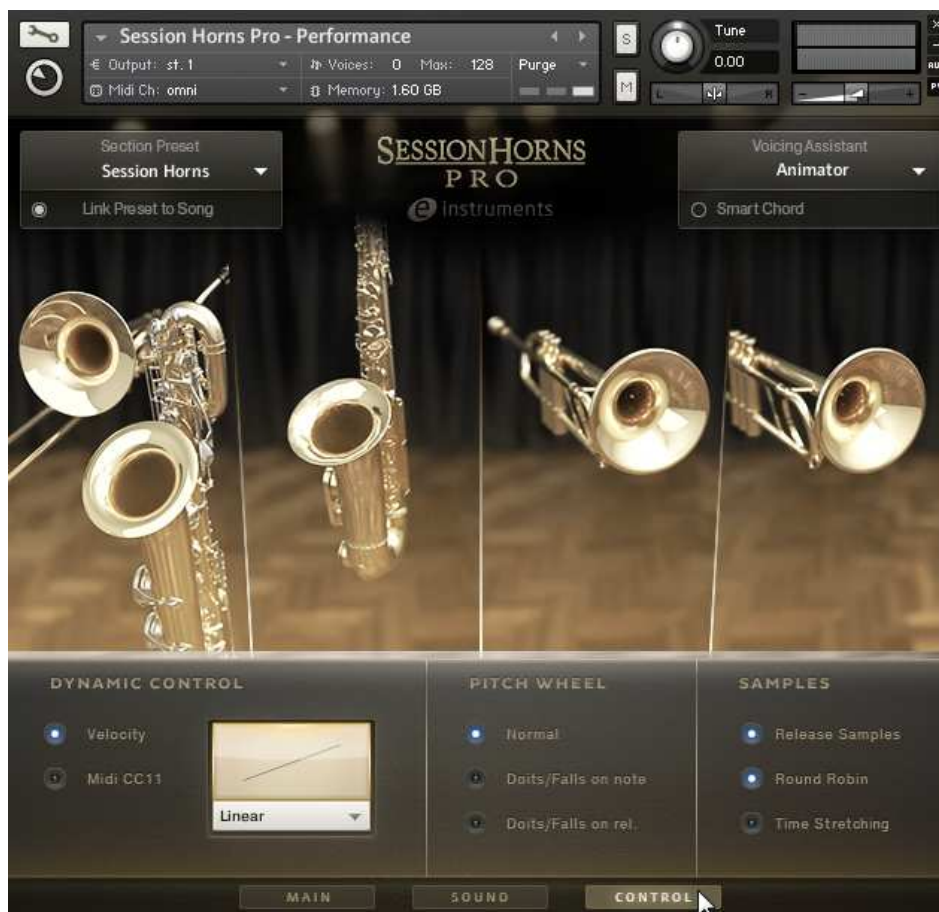 Session Horns Pro - Performance
Output: st. 1
Voices: 0 Max: 128
Purge
Midi Ch: omni
Memory: 1.60 GB
S
M
Tune
0.00
L
R
AU
Section Preset
Session Horns
Link Preset to Song
SESSIONHORNS
PRO
e instruments
Voicing Assistant
Animator
Smart Chord
DYNAMIC CONTROL
Velocity
Midi CC11
Linear
PITCH WHEEL
Normal
Doits/Falls on note
Doits/Falls on rel.
SAMPLES
Release Samples
Round Robin
Time Stretching
MAIN
SOUND
CONTROL